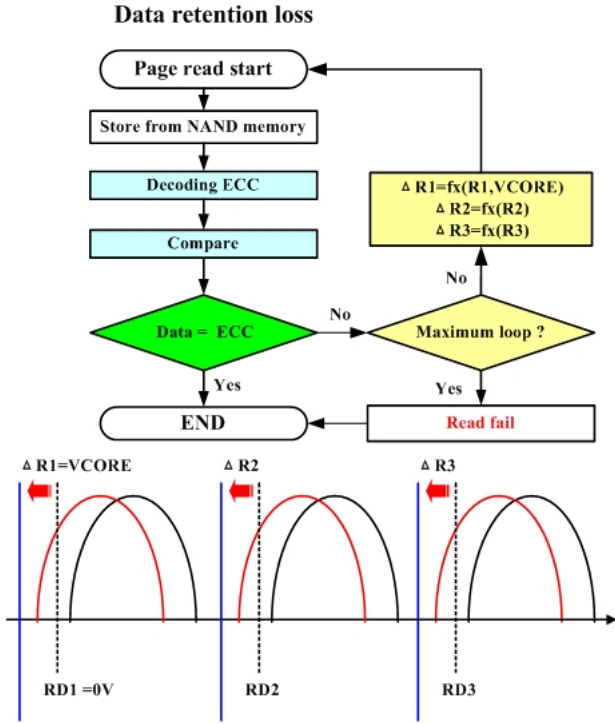 Data retention loss
Page read start
Store from NAND memory
Decoding ECC
Compare
Data = ECC
No
Maximum loop ?
No
△ R1=fx(R1,VCORE)
△ R2=fx(R2)
△ R3=fx(R3)
Yes
Yes
END
Read fail
△ R1=VCORE
△ R2
△ R3
RD1 =0V
RD2
RD3